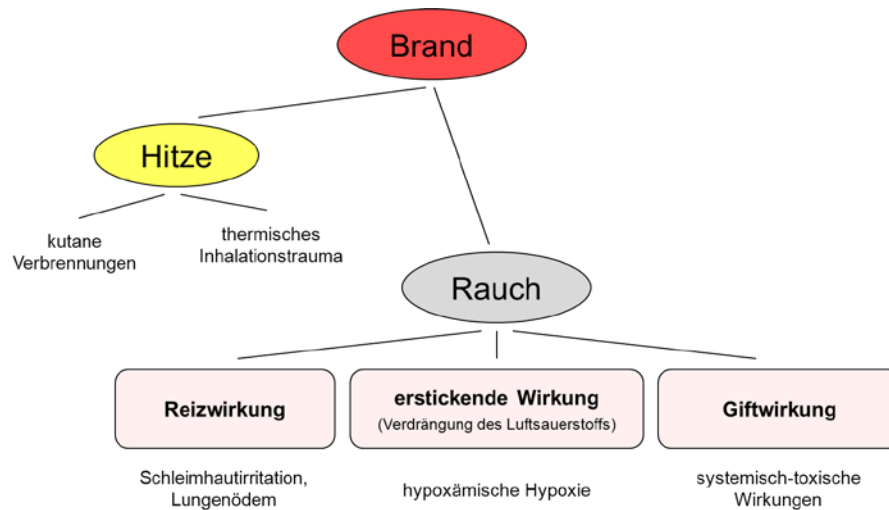 Brand
Hitze
kutane
Verbrennungen
thermisches
Inhalationstrauma
Rauch
Reizwirkung
erstickende Wirkung
(Verdrängung des Luftsauerstoffs)
Giftwirkung
Schleimhautirritation,
Lungenödem
hypoxämische Hypoxie
systemisch-toxische
Wirkungen